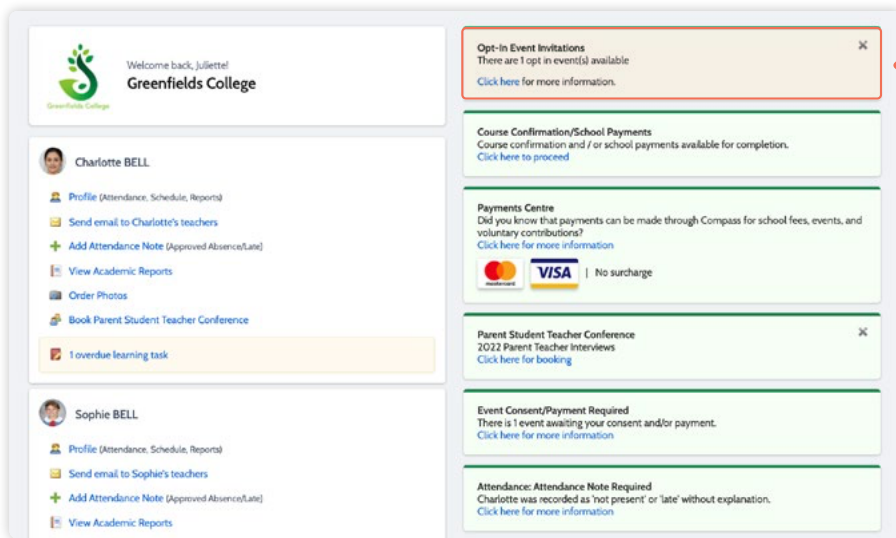 Welcome back, Juliette!
Greenfields College
Greenfields College
Charlotte BELL
Profile (Attendance, Schedule, Reports)
Send email to Charlotte's teachers
Add Attendance Note (Approved Absence/Late)
View Academic Reports
Order Photos
Book Parent Student Teacher Conference
1 overdue learning task
Sophie BELL
Profile (Attendance, Schedule, Reports)
Send email to Sophie's teachers
Add Attendance Note (Approved Absence/Late)
View Academic Reports
Opt-In Event Invitations
There are 1 opt in event(s) available
Click here for more information.
Course Confirmation/School Payments
Course confirmation and / or school payments available for completion.
Click here to proceed
Payments Centre
Did you know that payments can be made through Compass for school fees, events, and
voluntary contributions?
Click here for more information
mastercard VISA | No surcharge
Parent Student Teacher Conference
2022 Parent Teacher Interviews
Click here for booking
Event Consent/Payment Required
There is 1 event awaiting your consent and/or payment.
Click here for more information
Attendance: Attendance Note Required
Charlotte was recorded as 'not present' or 'late' without explanation.
Click here for more information